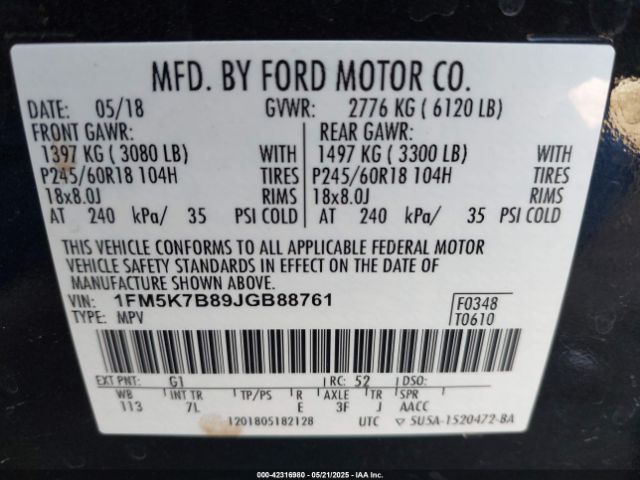 MFD. BY FORD MOTOR CO.
DATE: 05/18 GVWR: 2776 KG ( 6120 LB)
FRONT GAWR: REAR GAWR:
1397 KG ( 3080 LB) WITH 1497 KG ( 3300 LB) WITH
P245/60R18 104H TIRES P245/60R18 104H TIRES
18x8.0J RIMS 18x8.0J RIMS
AT 240 kPa/ 35 PSI COLD AT 240 kPa/ 35 PSI COLD
THIS VEHICLE CONFORMS TO ALL APPLICABLE FEDERAL MOTOR
VEHICLE SAFETY STANDARDS IN EFFECT ON THE DATE OF
MANUFACTURE SHOWN ABOVE.
VIN: 1FM5K7B89JGB88761 F0348
TYPE: MPV T0610
EXT PNT: G1 RC: 52 DSO:
WB INT TR TP/PS R AXLE TR SPR
113 7L E 3F J AACC
1201805182128 UTC ▽ 5U5A-1520472-BA
000-42316980 - 05/21/2025 - IAA Inc.